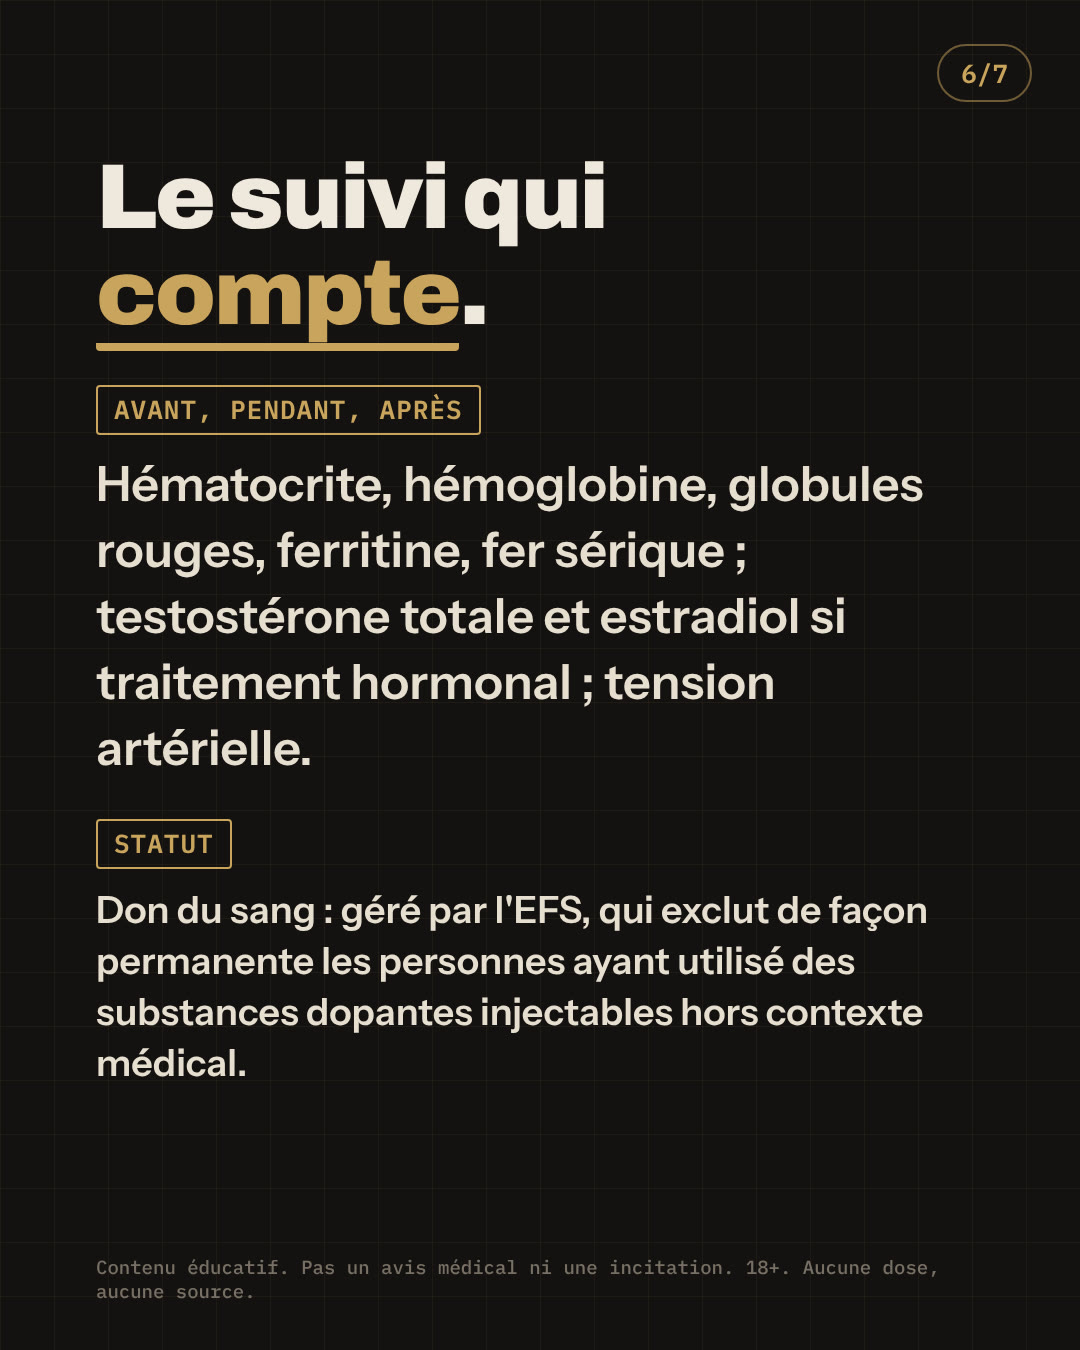 6/7
Le suivi qui
compte.
AVANT, PENDANT, APRÈS
Hématocrite, hémoglobine, globules
rouges, ferritine, fer sérique ;
testostérone totale et estradiol si
traitement hormonal ; tension
artérielle.
STATUT
Don du sang : géré par l'EFS, qui exclut de façon
permanente les personnes ayant utilisé des
substances dopantes injectables hors contexte
médical.
Contenu éducatif. Pas un avis médical ni une incitation. 18+. Aucune dose,
aucune source.